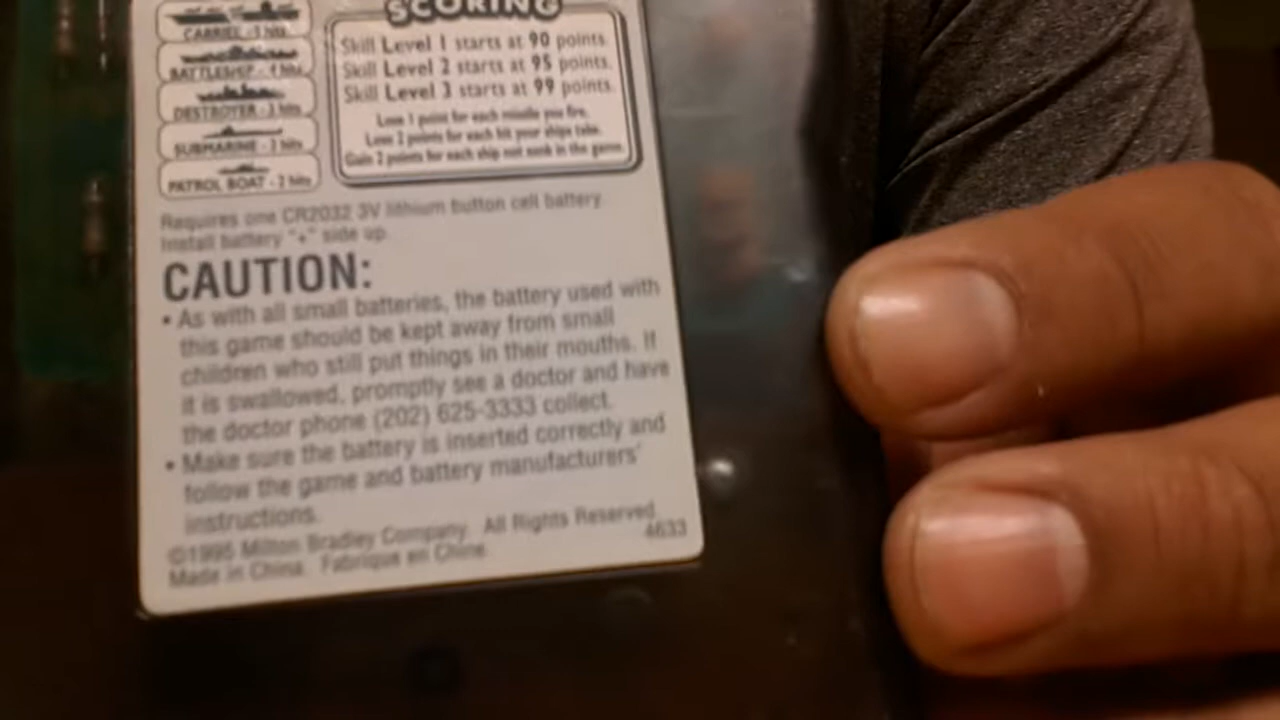 SCORING
CARRIER - 5 hits
BATTLESHIP - 4 hits
DESTROYER - 3 hits
SUBMARINE - 3 hits
PATROL BOAT - 2 hits
Skill Level 1 starts at 90 points.
Skill Level 2 starts at 95 points.
Skill Level 3 starts at 99 points.
Lose 1 point for each missile you fire.
Lose 2 points for each hit your ships take.
Gain 2 points for each ship not sunk in the game.
Requires one CR2032 3V lithium button cell battery.
Install battery "+" side up.
CAUTION:
• As with all small batteries, the battery used with
this game should be kept away from small
children who still put things in their mouths. If
it is swallowed, promptly see a doctor and have
the doctor phone (202) 625-3333 collect.
• Make sure the battery is inserted correctly and
follow the game and battery manufacturers'
instructions.
©1995 Milton Bradley Company. All Rights Reserved.
Made in China. Fabriqué en Chine. 4633